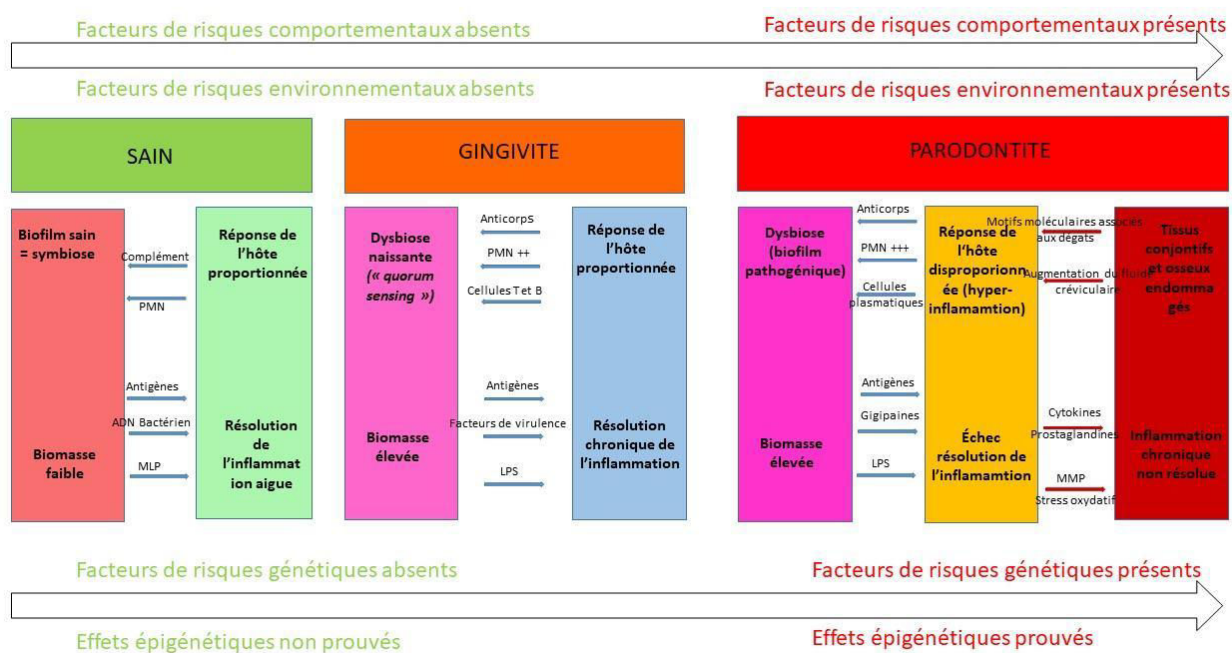 Facteurs de risques comportementaux absents
Facteurs de risques comportementaux présents
Facteurs de risques environnementaux absents
Facteurs de risques environnementaux présents
SAIN
GINGIVITE
PARODONTITE
Biofilm sain
= symbiose
Biomasse
faible
Complément
PMN
Antigènes
ADN Bactérien
MLP
Réponse de
l'hôte
proportionnée
Résolution
de
l'inflammat
ion aigue
Dysbiose
naissante
(« quorum
sensing »)
Biomasse
élevée
Anticorps
PMN ++
Cellules T et B
Antigènes
Facteurs de virulence
LPS
Réponse de
l'hôte
proportionnée
Résolution
chronique de
l'inflammation
Dysbiose
(biofilm
pathogénique)
Biomasse
élevée
Anticorps
PMN +++
Cellules
plasmatiques
Antigènes
Gigipaines
LPS
Réponse de
l'hôte
disproporionn
ée (hyper-
inflamamtion)
Échec
résolution de
l'inflamamtion
Motifs moléculaires associés
aux dégats
Augmentation du fluide
créviculaire
Cytokines
Prostaglandines
MMP
Stress oxydatif
Tissus
conjontifs
et osseux
endomma
gés
Inflammation
chronique
non résolue
Facteurs de risques génétiques absents
Facteurs de risques génétiques présents
Effets épigénétiques non prouvés
Effets épigénétiques prouvés